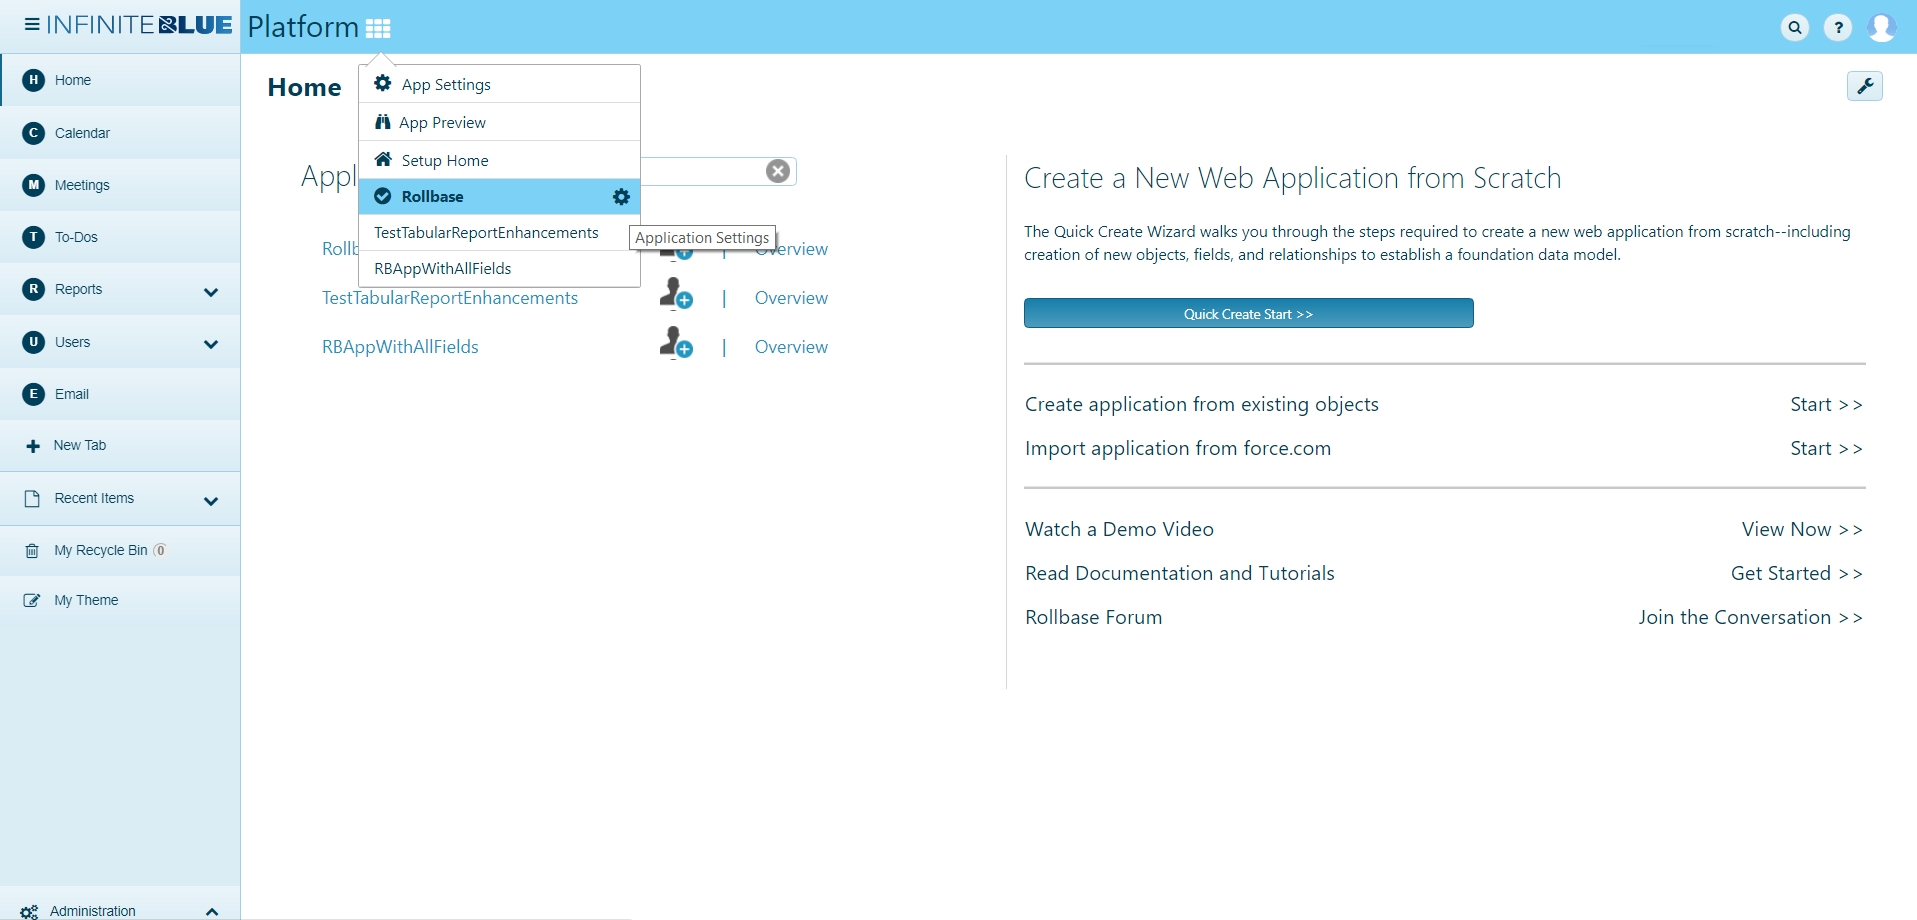 INFINITEBLUE
Platform
?
H Home
C Calendar
M Meetings
T To-Dos
R Reports
U Users
E Email
New Tab
Recent Items
My Recycle Bin 0
My Theme
Administration
Home
App Settings
App Preview
Setup Home
Rollbase
TestTabularReportEnhancements
RBAppWithAllFields
Application Settings
Appl
Rollb | Overview
TestTabularReportEnhancements | Overview
RBAppWithAllFields | Overview
Create a New Web Application from Scratch
The Quick Create Wizard walks you through the steps required to create a new web application from scratch--including
creation of new objects, fields, and relationships to establish a foundation data model.
Quick Create Start >>
Create application from existing objects Start >>
Import application from force.com Start >>
Watch a Demo Video View Now >>
Read Documentation and Tutorials Get Started >>
Rollbase Forum Join the Conversation >>